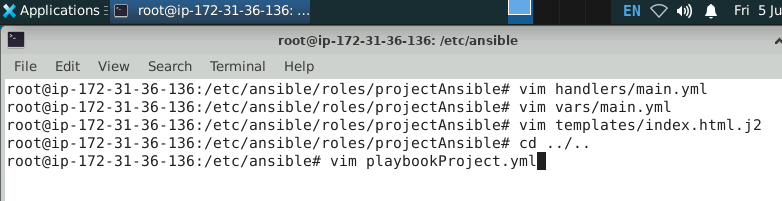 Applications root@ip-172-31-36-136: ... EN Fri 5 Ju
root@ip-172-31-36-136: /etc/ansible
File Edit View Search Terminal Help
root@ip-172-31-36-136:/etc/ansible/roles/projectAnsible# vim handlers/main.yml
root@ip-172-31-36-136:/etc/ansible/roles/projectAnsible# vim vars/main.yml
root@ip-172-31-36-136:/etc/ansible/roles/projectAnsible# vim templates/index.html.j2
root@ip-172-31-36-136:/etc/ansible/roles/projectAnsible# cd ../..
root@ip-172-31-36-136:/etc/ansible# vim playbookProject.yml